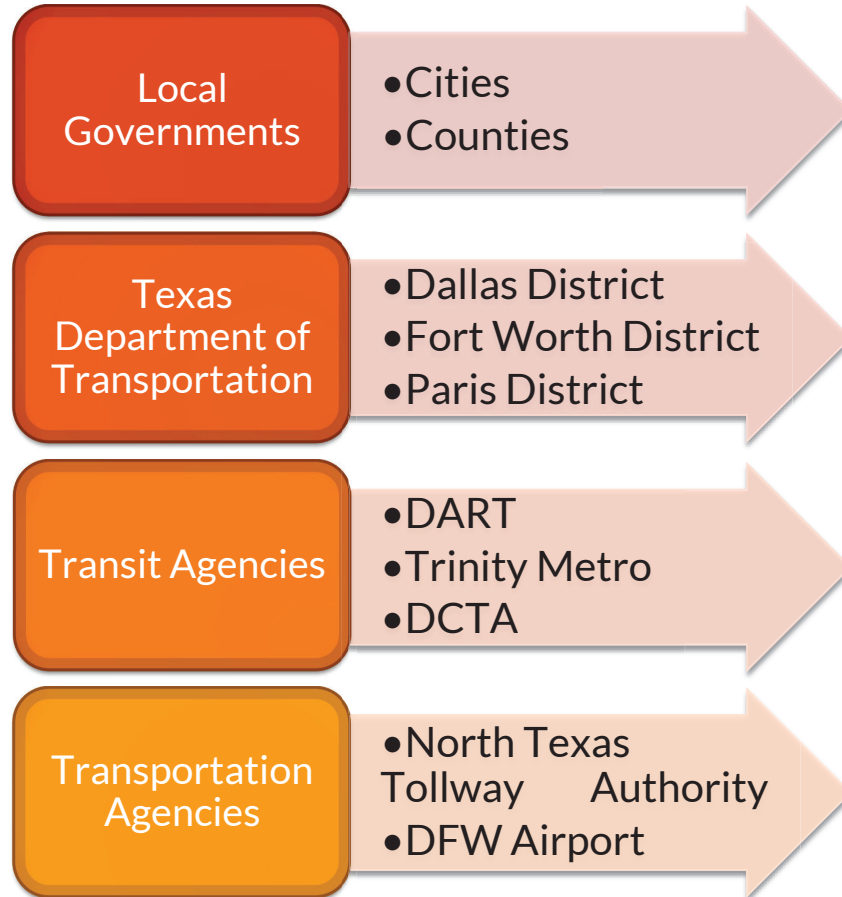 Local
Governments
•Cities
•Counties
Texas
Department of
Transportation
•Dallas District
•Fort Worth District
•Paris District
Transit Agencies
•DART
•Trinity Metro
•DCTA
Transportation
Agencies
•North Texas
Tollway Authority
•DFW Airport